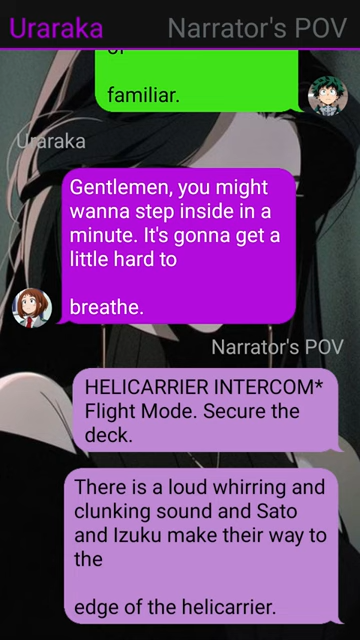 Uraraka Narrator's POV
familiar.
Uraraka
Gentlemen, you might
wanna step inside in a
minute. It's gonna get a
little hard to
breathe.
Narrator's POV
HELICARRIER INTERCOM*
Flight Mode. Secure the
deck.
There is a loud whirring and
clunking sound and Sato
and Izuku make their way to
the
edge of the helicarrier.